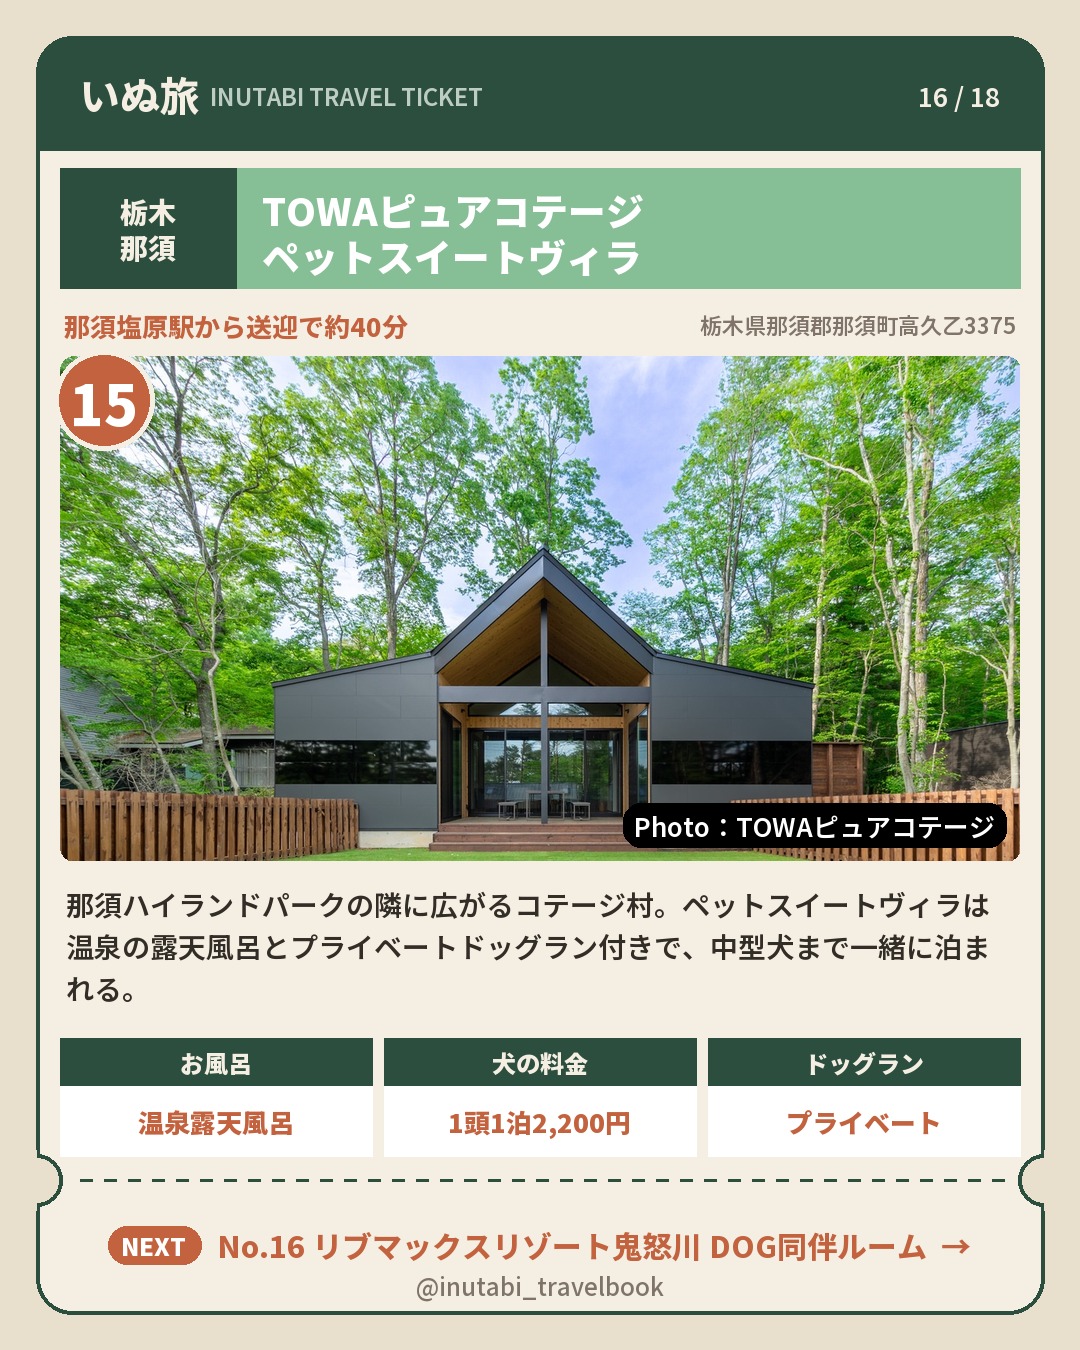 いぬ旅 INUTABI TRAVEL TICKET
16 / 18
栃木
那須
TOWAピュアコテージ
ペットスイートヴィラ
那須塩原駅から送迎で約40分
栃木県那須郡那須町高久乙3375
15
Photo：TOWAピュアコテージ
那須ハイランドパークの隣に広がるコテージ村。ペットスイートヴィラは
温泉の露天風呂とプライベートドッグラン付きで、中型犬まで一緒に泊ま
れる。
お風呂
温泉露天風呂
犬の料金
1頭1泊2,200円
ドッグラン
プライベート
NEXT No.16 リブマックスリゾート鬼怒川 DOG同伴ルーム →
@inutabi_travelbook